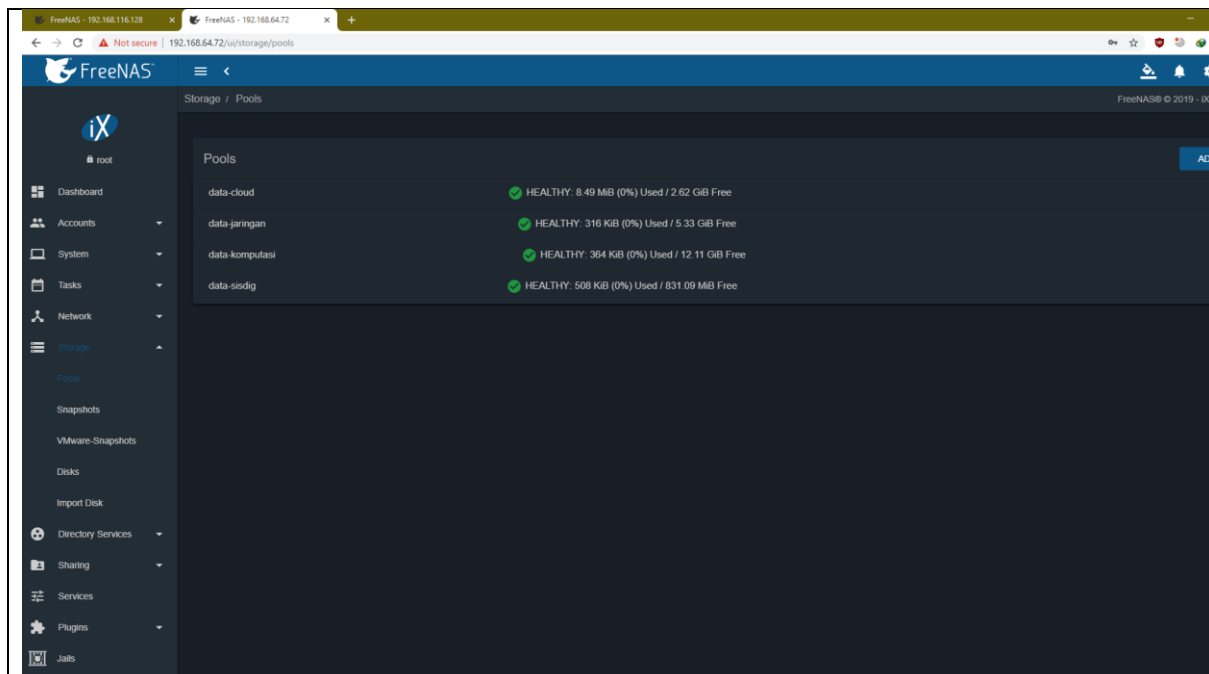 FreeNAS - 192.168.116.128
FreeNAS - 192.168.64.72
Not secure | 192.168.64.72/ui/storage/pools
FreeNAS
Storage / Pools
FreeNAS® © 2019 - iX
iX
root
Pools
AD
Dashboard
data-cloud HEALTHY: 8.49 MiB (0%) Used / 2.62 GiB Free
Accounts
data-jaringan HEALTHY: 316 KiB (0%) Used / 5.33 GiB Free
System
data-komputasi HEALTHY: 364 KiB (0%) Used / 12.11 GiB Free
Tasks
data-sisdig HEALTHY: 508 KiB (0%) Used / 831.09 MiB Free
Network
Storage
Pools
Snapshots
VMware-Snapshots
Disks
Import Disk
Directory Services
Sharing
Services
Plugins
Jails